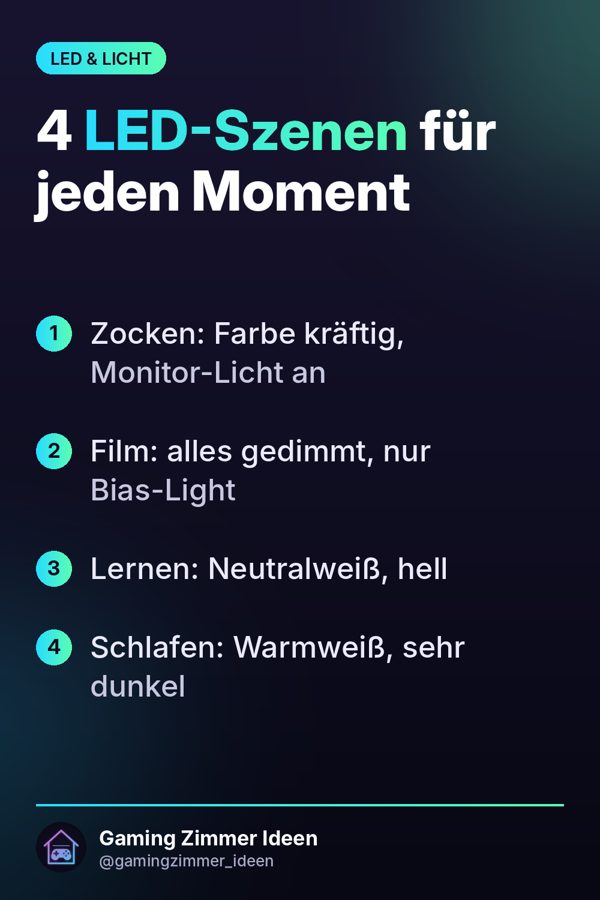 LED & LICHT
4 LED-Szenen für
jeden Moment
1 Zocken: Farbe kräftig,
Monitor-Licht an
2 Film: alles gedimmt, nur
Bias-Light
3 Lernen: Neutralweiß, hell
4 Schlafen: Warmweiß, sehr
dunkel
Gaming Zimmer Ideen
@gamingzimmer_ideen